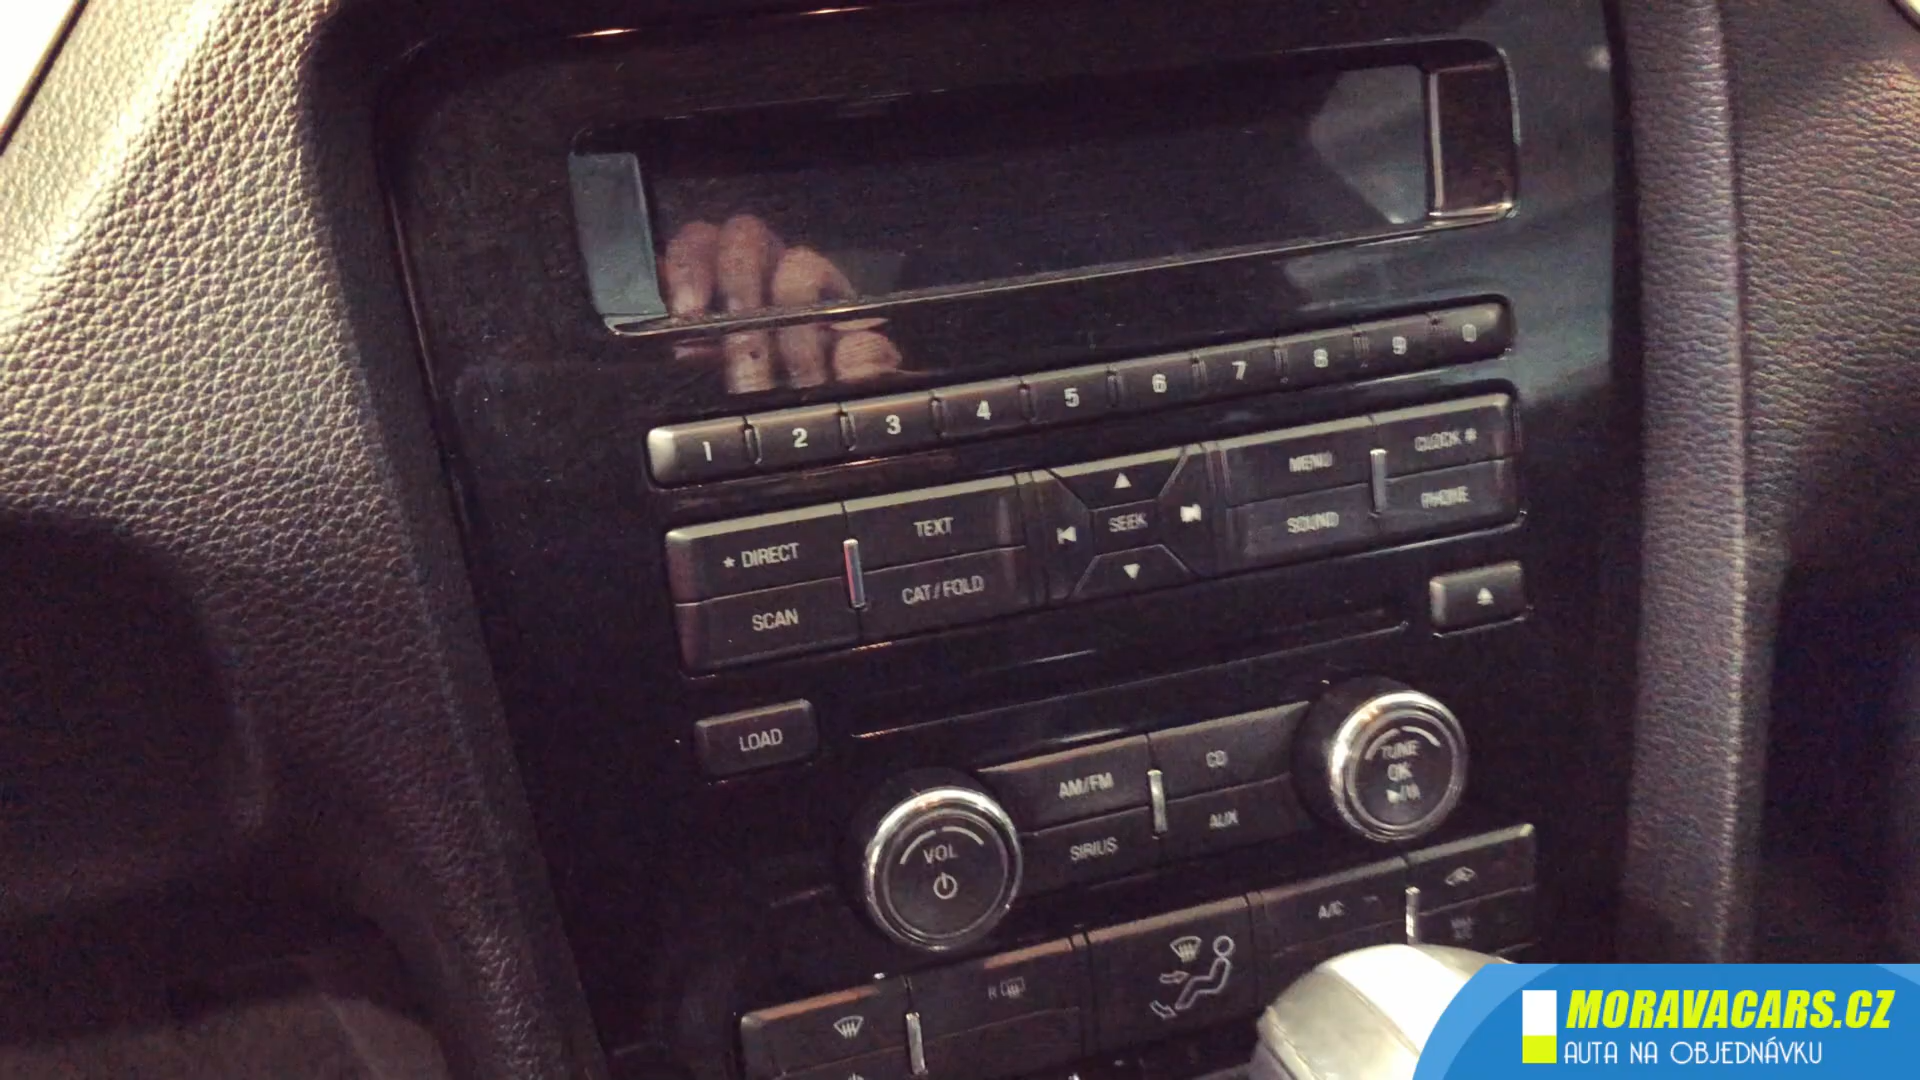 1 2 3 4 5 6 7 8 9 0
* DIRECT
TEXT
SEEK
MENU
CLOCK *
SCAN
CAT/FOLD
SOUND
PHONE
LOAD
AM/FM
CD
TUNE
OK
VOL
SIRIUS
AUX
A/C
R
MORAVACARS.CZ
AUTA NA OBJEDNÁVKU